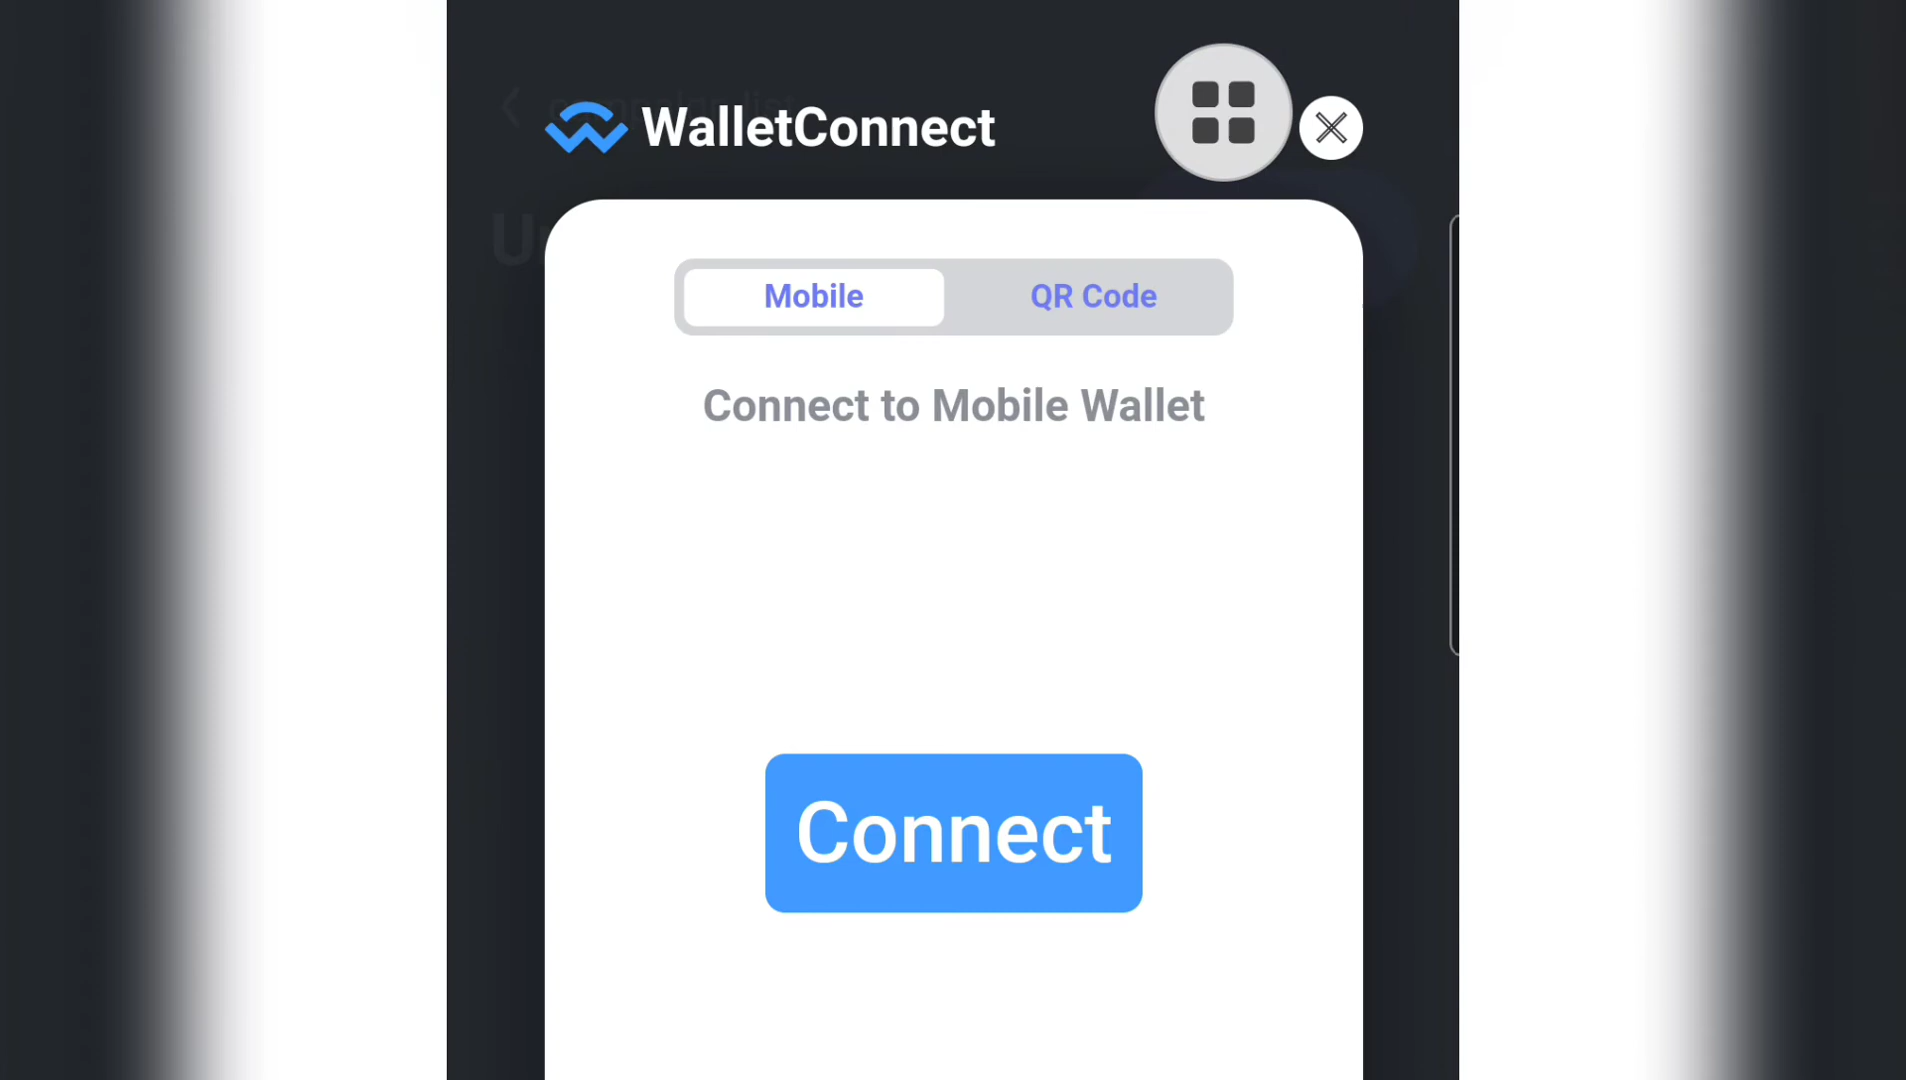 WalletConnect
Mobile
QR Code
Connect to Mobile Wallet
Connect